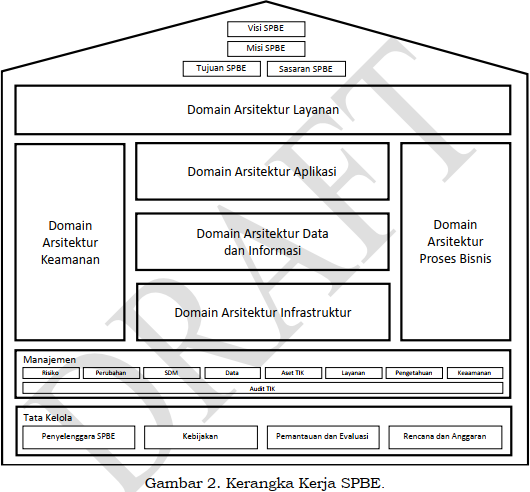 Visi SPBE
Misi SPBE
Tujuan SPBE
Sasaran SPBE
Domain Arsitektur Layanan
Domain
Arsitektur
Keamanan
Domain Arsitektur Aplikasi
Domain Arsitektur Data
dan Informasi
Domain Arsitektur Infrastruktur
Domain
Arsitektur
Proses Bisnis
Manajemen
Risiko
Perubahan
SDM
Data
Aset TIK
Layanan
Pengetahuan
Keaamanan
Audit TIK
Tata Kelola
Penyelenggara SPBE
Kebijakan
Pemantauan dan Evaluasi
Rencana dan Anggaran
DRAFT
Gambar 2. Kerangka Kerja SPBE.